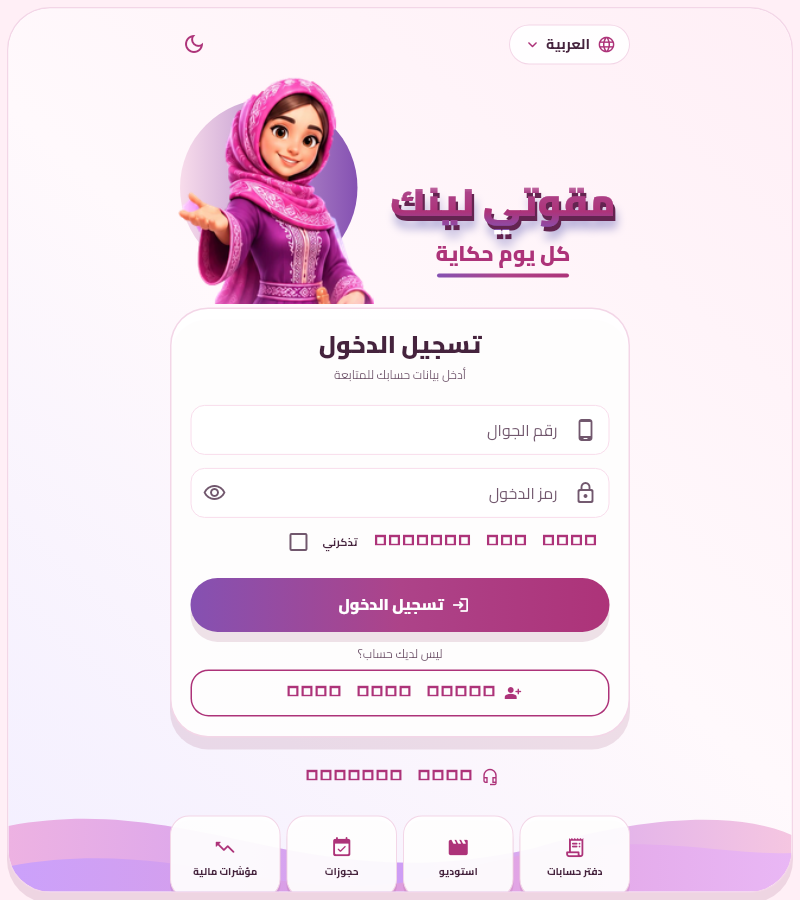 العربية
مقوتي لينك
كل يوم حكاية
تسجيل الدخول
أدخل بيانات حسابك للمتابعة
رقم الجوال
رمز الدخول
تذكرني
تسجيل الدخول
ليس لديك حساب؟
دفتر حسابات
استوديو
حجوزات
مؤشرات مالية